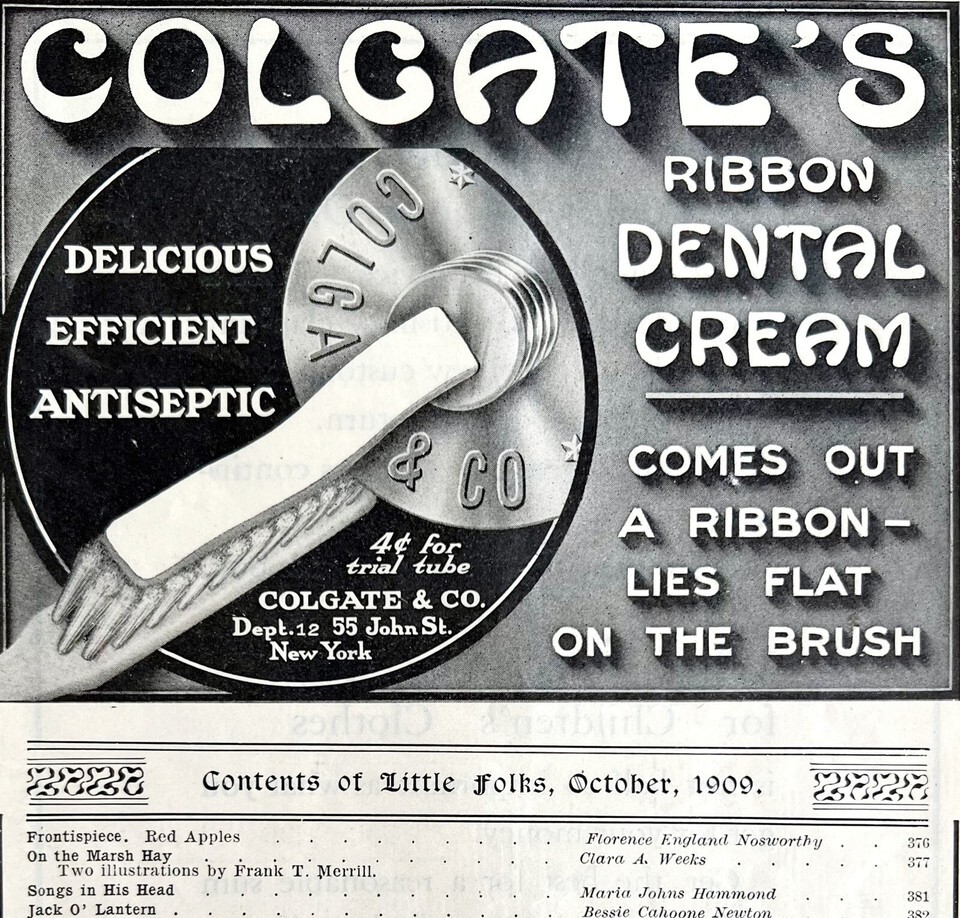 COLGATE'S
RIBBON
DENTAL
CREAM
COMES OUT
A RIBBON –
LIES FLAT
ON THE BRUSH
DELICIOUS
EFFICIENT
ANTISEPTIC
COLGA
& CO
4¢ for
trial tube
COLGATE & CO.
Dept.12 55 John St.
New York
Contents of Little Folks, October, 1909.
Frontispiece. Red Apples . . . . . . . Florence England Nosworthy . . 376
On the Marsh Hay . . . . . . . . . Clara A. Weeks . . . . 377
Two illustrations by Frank T. Merrill.
Songs in His Head . . . . . . . . . Maria Johns Hammond . . . 381
Jack O' Lantern . . . . . . . . . . Bessie Cahoone Newton . . . 382